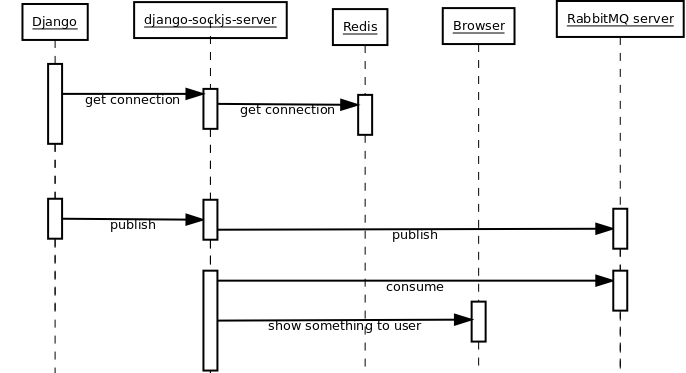 Django
django-sockjs-server
Redis
Browser
RabbitMQ server
get connection
get connection
publish
publish
consume
show something to user